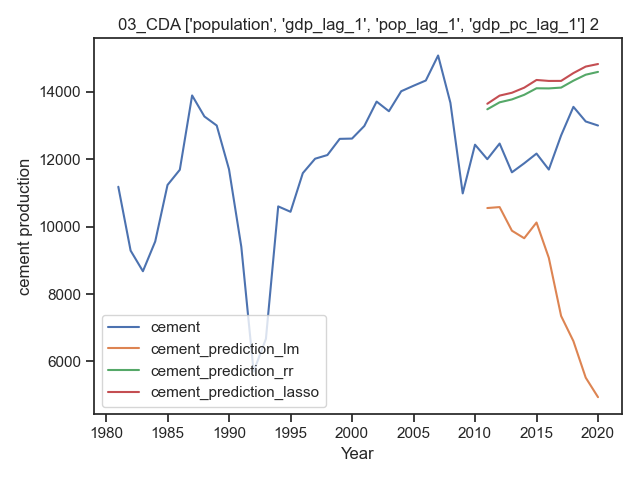 03_CDA ['population', 'gdp_lag_1', 'pop_lag_1', 'gdp_pc_lag_1'] 2
14000
12000
10000
8000
6000
cement production
cement
cement_prediction_lm
cement_prediction_rr
cement_prediction_lasso
1980 1985 1990 1995 2000 2005 2010 2015 2020
Year